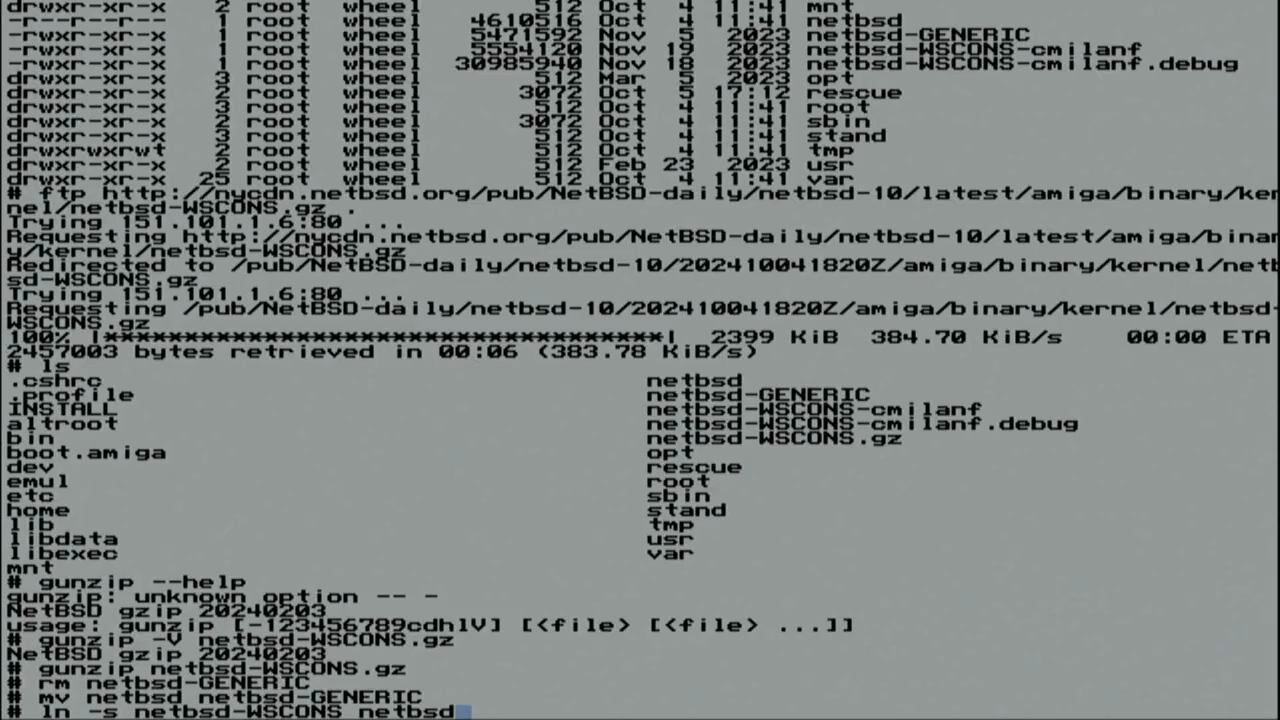 drwxr-xr-x 2 root wheel 512 Oct 4 11:41 mnt
-r--r--r-- 1 root wheel 4610516 Oct 4 11:41 netbsd
-rwxr-xr-x 1 root wheel 5471592 Nov 5 2023 netbsd-GENERIC
-rwxr-xr-x 1 root wheel 5554120 Nov 19 2023 netbsd-WSCONS-cmilanf
-rwxr-xr-x 1 root wheel 30985940 Nov 18 2023 netbsd-WSCONS-cmilanf.debug
drwxr-xr-x 3 root wheel 512 Mar 5 2023 opt
drwxr-xr-x 2 root wheel 3072 Oct 5 17:12 rescue
drwxr-xr-x 3 root wheel 512 Oct 4 11:41 root
drwxr-xr-x 2 root wheel 3072 Oct 4 11:41 sbin
drwxr-xr-x 3 root wheel 512 Oct 4 11:41 stand
drwxrwxrwt 2 root wheel 512 Oct 4 11:41 tmp
drwxr-xr-x 2 root wheel 512 Feb 23 2023 usr
drwxr-xr-x 25 root wheel 512 Oct 4 11:41 var
# ftp http://nycdn.netbsd.org/pub/NetBSD-daily/netbsd-10/latest/amiga/binary/ker
nel/netbsd-WSCONS.gz .
Trying 151.101.1.6:80 ...
Requesting http://nycdn.netbsd.org/pub/NetBSD-daily/netbsd-10/latest/amiga/binar
y/kernel/netbsd-WSCONS.gz
Redirected to /pub/NetBSD-daily/netbsd-10/202410041820Z/amiga/binary/kernel/netb
sd-WSCONS.gz
Trying 151.101.1.6:80 ...
Requesting /pub/NetBSD-daily/netbsd-10/202410041820Z/amiga/binary/kernel/netbsd-
WSCONS.gz
100% |***********************************| 2399 KiB 384.70 KiB/s 00:00 ETA
2457003 bytes retrieved in 00:06 (383.78 KiB/s)
# ls
.cshrc netbsd
.profile netbsd-GENERIC
INSTALL netbsd-WSCONS-cmilanf
altroot netbsd-WSCONS-cmilanf.debug
bin netbsd-WSCONS.gz
boot.amiga opt
dev rescue
emul root
etc sbin
home stand
lib tmp
libdata usr
libexec var
mnt
# gunzip --help
gunzip: unknown option -- -
NetBSD gzip 20240203
usage: gunzip [-123456789cdhlV] [<file> [<file> ...]]
# gunzip -V netbsd-WSCONS.gz
NetBSD gzip 20240203
# gunzip netbsd-WSCONS.gz
# rm netbsd-GENERIC
# mv netbsd netbsd-GENERIC
# ln -s netbsd-WSCONS netbsd